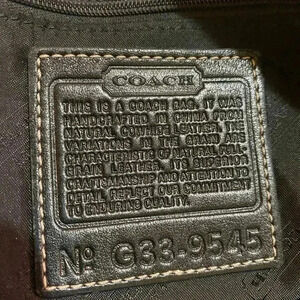 COACH
THIS IS A COACH BAG. IT WAS
HANDCRAFTED IN CHINA FROM
NATURAL COWHIDE LEATHER. THE
VARIATIONS IN THE GRAIN ARE
CHARACTERISTIC OF NATURAL FULL-
GRAIN LEATHER. ITS SUPERIOR
CRAFTSMANSHIP AND ATTENTION TO
DETAIL REFLECT OUR COMMITMENT
TO ENDURING QUALITY.
Nº G33-9545